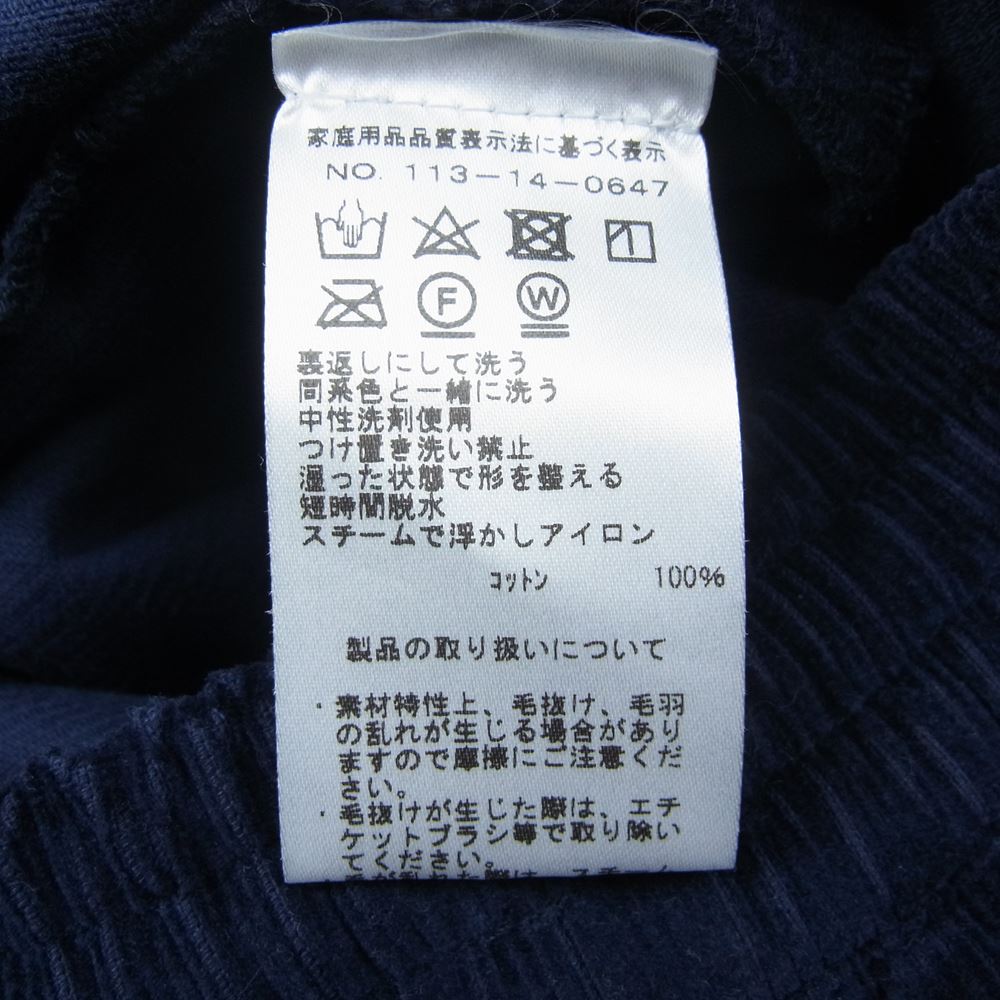 家庭用品品質表示法に基づく表示
NO. 113-14-0647
F W
裏返しにして洗う
同系色と一緒に洗う
中性洗剤使用
つけ置き洗い禁止
湿った状態で形を整える
短時間脱水
スチームで浮かしアイロン
コットン 100%
製品の取り扱いについて
・素材特性上、毛抜け、毛羽
の乱れが生じる場合があり
ますので摩擦にご注意くだ
さい。
・毛抜けが生じた際は、エチ
ケットブラシ等で取り除い
てください。